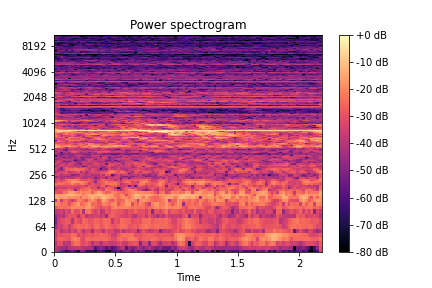 Power spectrogram
8192
4096
2048
1024
512
256
128
64
0
Hz
0
0.5
1
1.5
2
Time
+0 dB
-10 dB
-20 dB
-30 dB
-40 dB
-50 dB
-60 dB
-70 dB
-80 dB